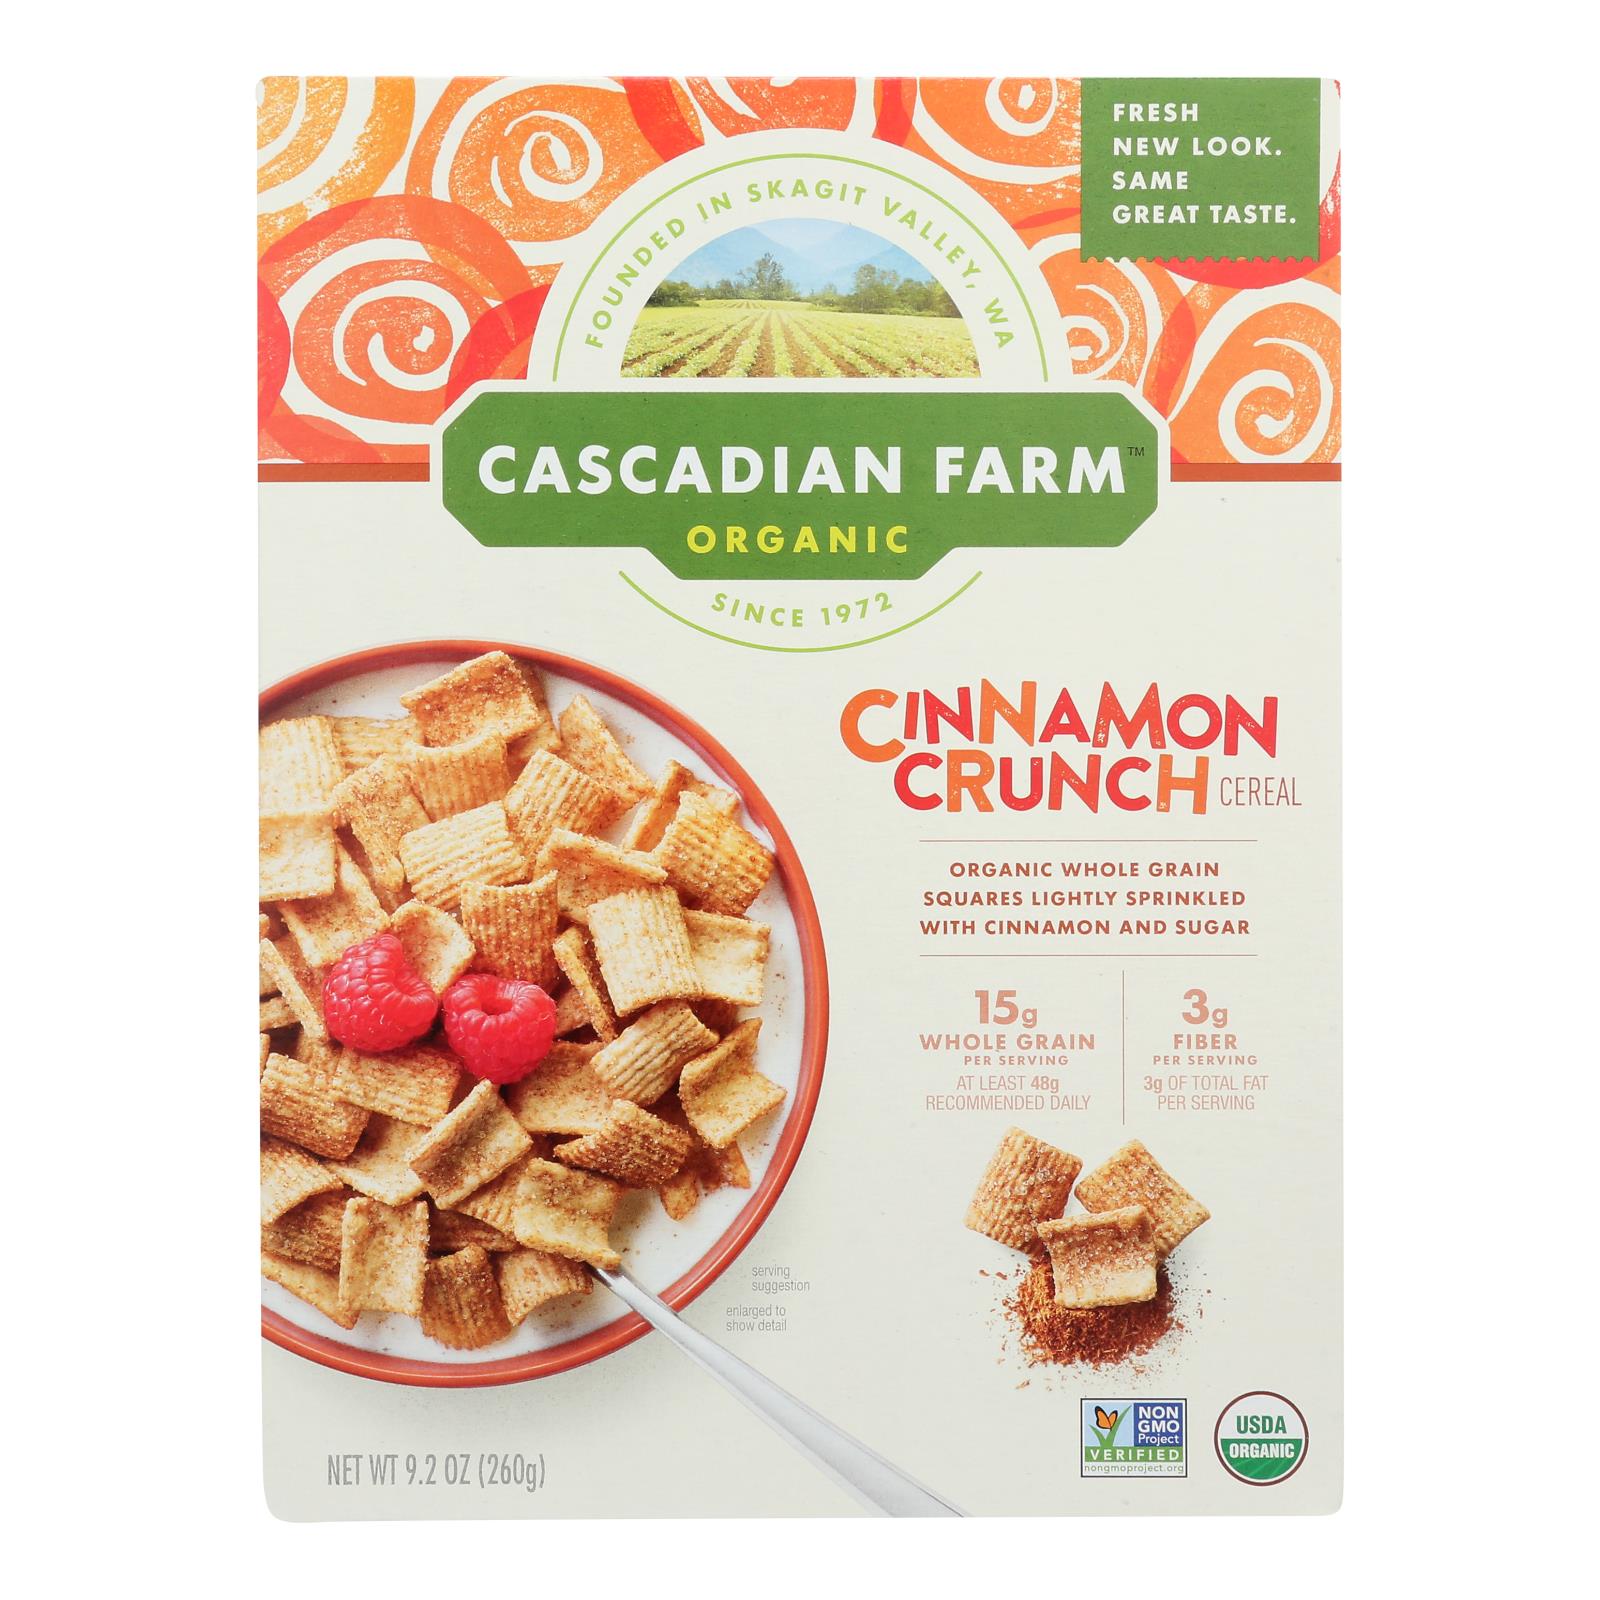 FRESH
NEW LOOK.
SAME
GREAT TASTE.
FOUNDED IN SKAGIT VALLEY, WA
CASCADIAN FARM™
ORGANIC
SINCE 1972
CINNAMON
CRUNCH CEREAL
ORGANIC WHOLE GRAIN
SQUARES LIGHTLY SPRINKLED
WITH CINNAMON AND SUGAR
15g
WHOLE GRAIN
PER SERVING
AT LEAST 48g
RECOMMENDED DAILY
3g
FIBER
PER SERVING
3g OF TOTAL FAT
PER SERVING
serving
suggestion
enlarged to
show detail
NON
GMO
Project
VERIFIED
nongmoproject.org
USDA
ORGANIC
NET WT 9.2 OZ (260g)